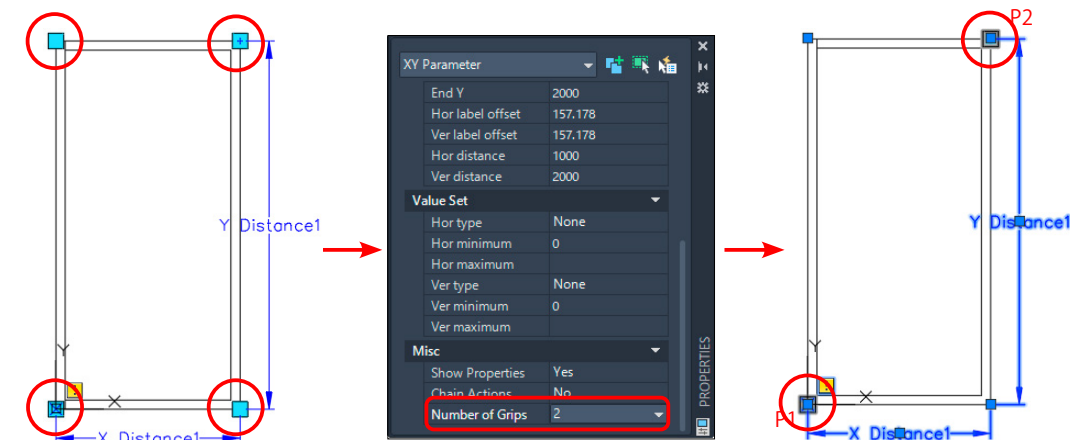 Y Distance1
Y
X
X Distance1
XY Parameter
End Y 2000
Hor label offset 157.178
Ver label offset 157.178
Hor distance 1000
Ver distance 2000
Value Set
Hor type None
Hor minimum 0
Hor maximum
Ver type None
Ver minimum 0
Ver maximum
Misc
Show Properties Yes
Chain Actions No
Number of Grips 2
PROPERTIES
P2
Y Distance1
Y
X
P1
X Distance1